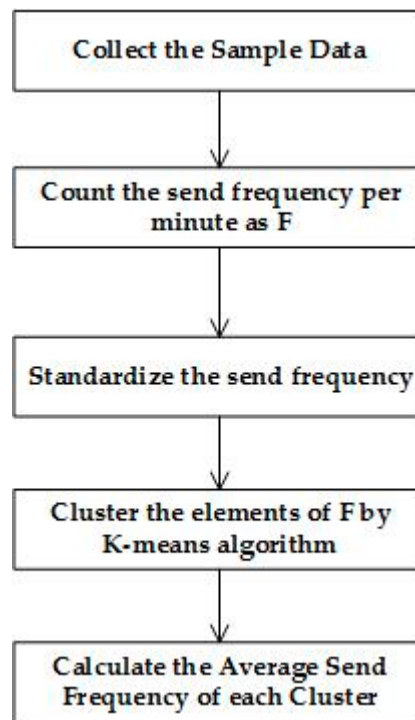 Collect the Sample Data
Count the send frequency per
minute as F
Standardize the send frequency
Cluster the elements of F by
K-means algorithm
Calculate the Average Send
Frequency of each Cluster